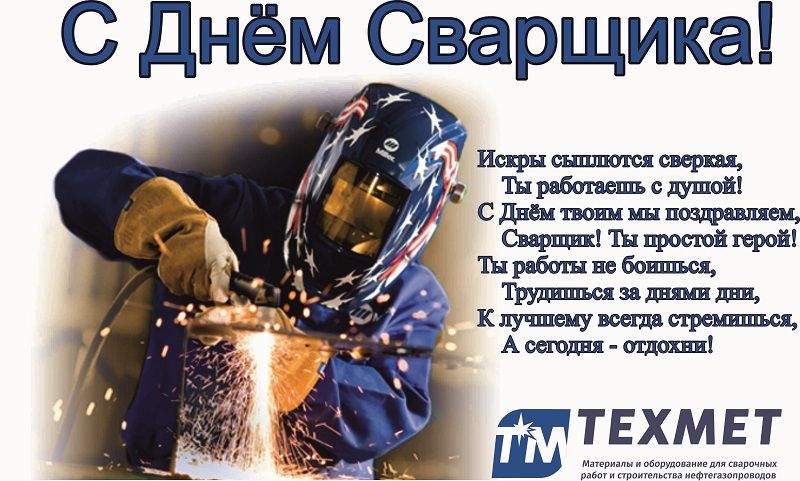 С Днём Сварщика!
Miller.
Искры сыплются сверкая,
Ты работаешь с душой!
С Днём твоим мы поздравляем,
Сварщик! Ты простой герой!
Ты работы не боишься,
Трудишься за днями дни,
К лучшему всегда стремишься,
А сегодня - отдохни!
ТМ ТЕХМЕТ
Материалы и оборудование для сварочных
работ и строительства нефтегазопроводов